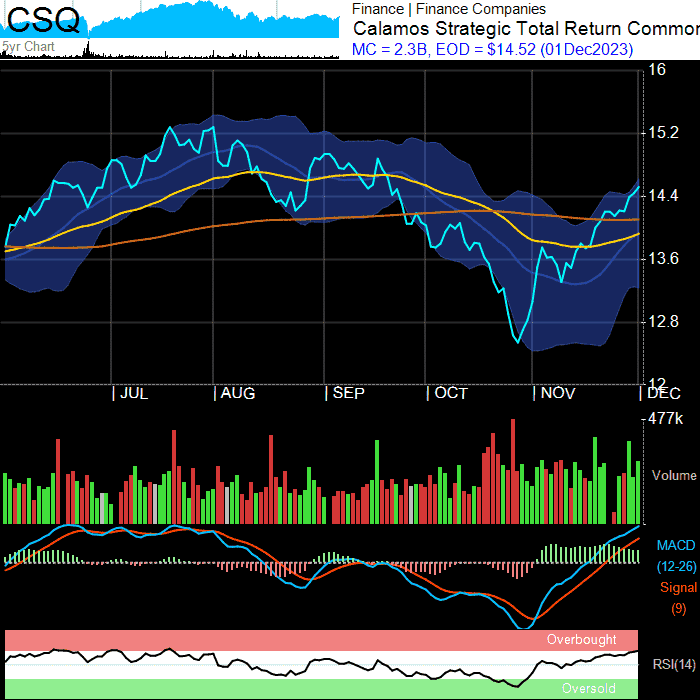 CSQ
5yr Chart
Finance | Finance Companies
Calamos Strategic Total Return Common
MC = 2.3B, EOD = $14.52 (01Dec2023)
16
15.2
14.4
13.6
12.8
12
| JUL | AUG | SEP | OCT | NOV | DEC
477k
Volume
MACD
(12-26)
Signal
(9)
Overbought
RSI(14)
Oversold